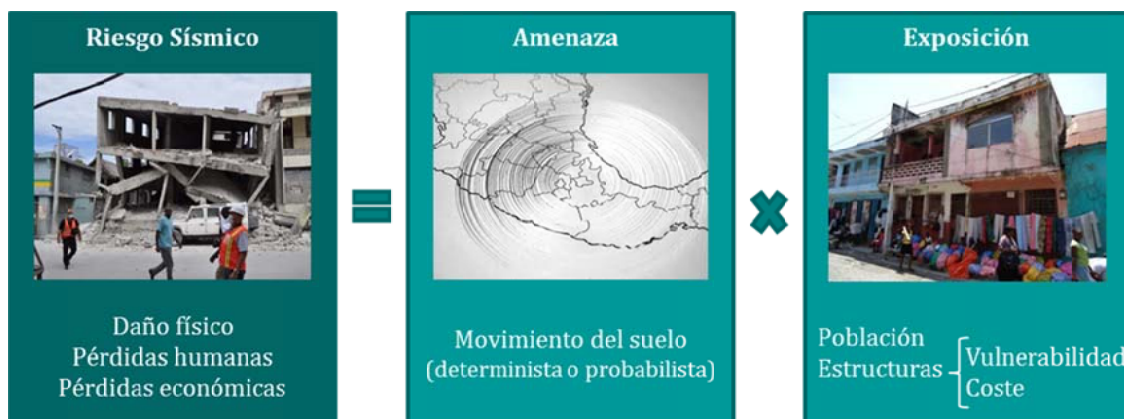 Riesgo Sísmico
Daño físico
Pérdidas humanas
Pérdidas económicas
Amenaza
Movimiento del suelo
(determinista o probabilista)
Exposición
Población
Estructuras
Vulnerabilidad
Coste